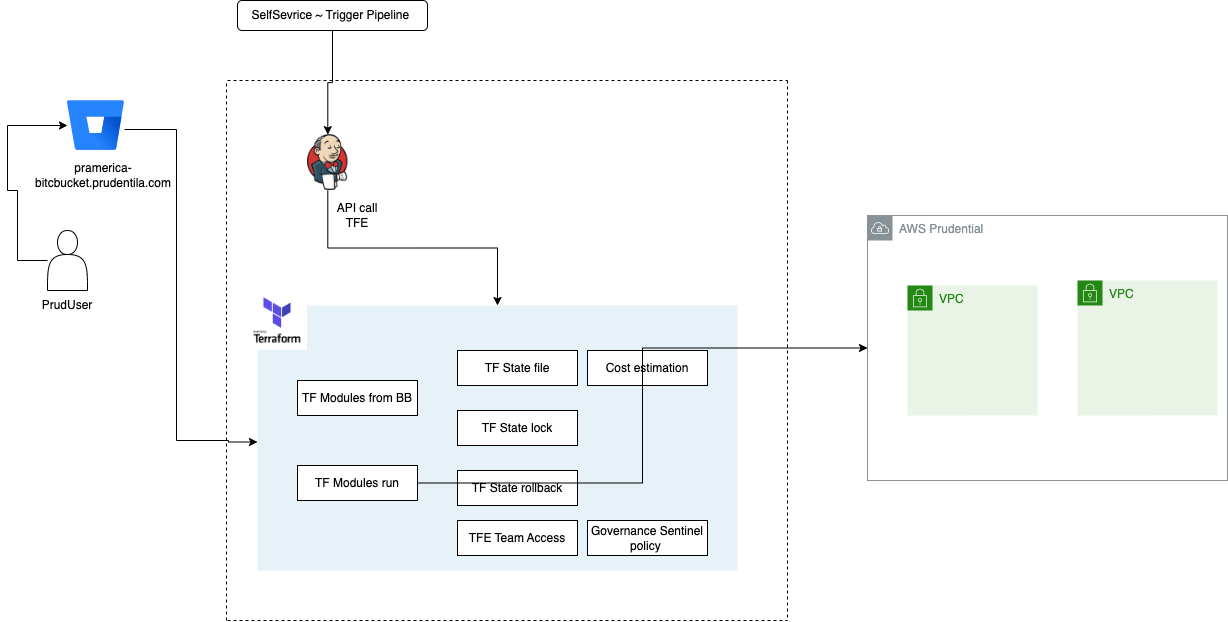 SelfSevrice ~ Trigger Pipeline
pramerica-
bitcbucket.prudentila.com
PrudUser
API call
TFE
Terraform
TF Modules from BB
TF Modules run
TF State file
Cost estimation
TF State lock
TF State rollback
TFE Team Access
Governance Sentinel
policy
AWS Prudential
VPC
VPC